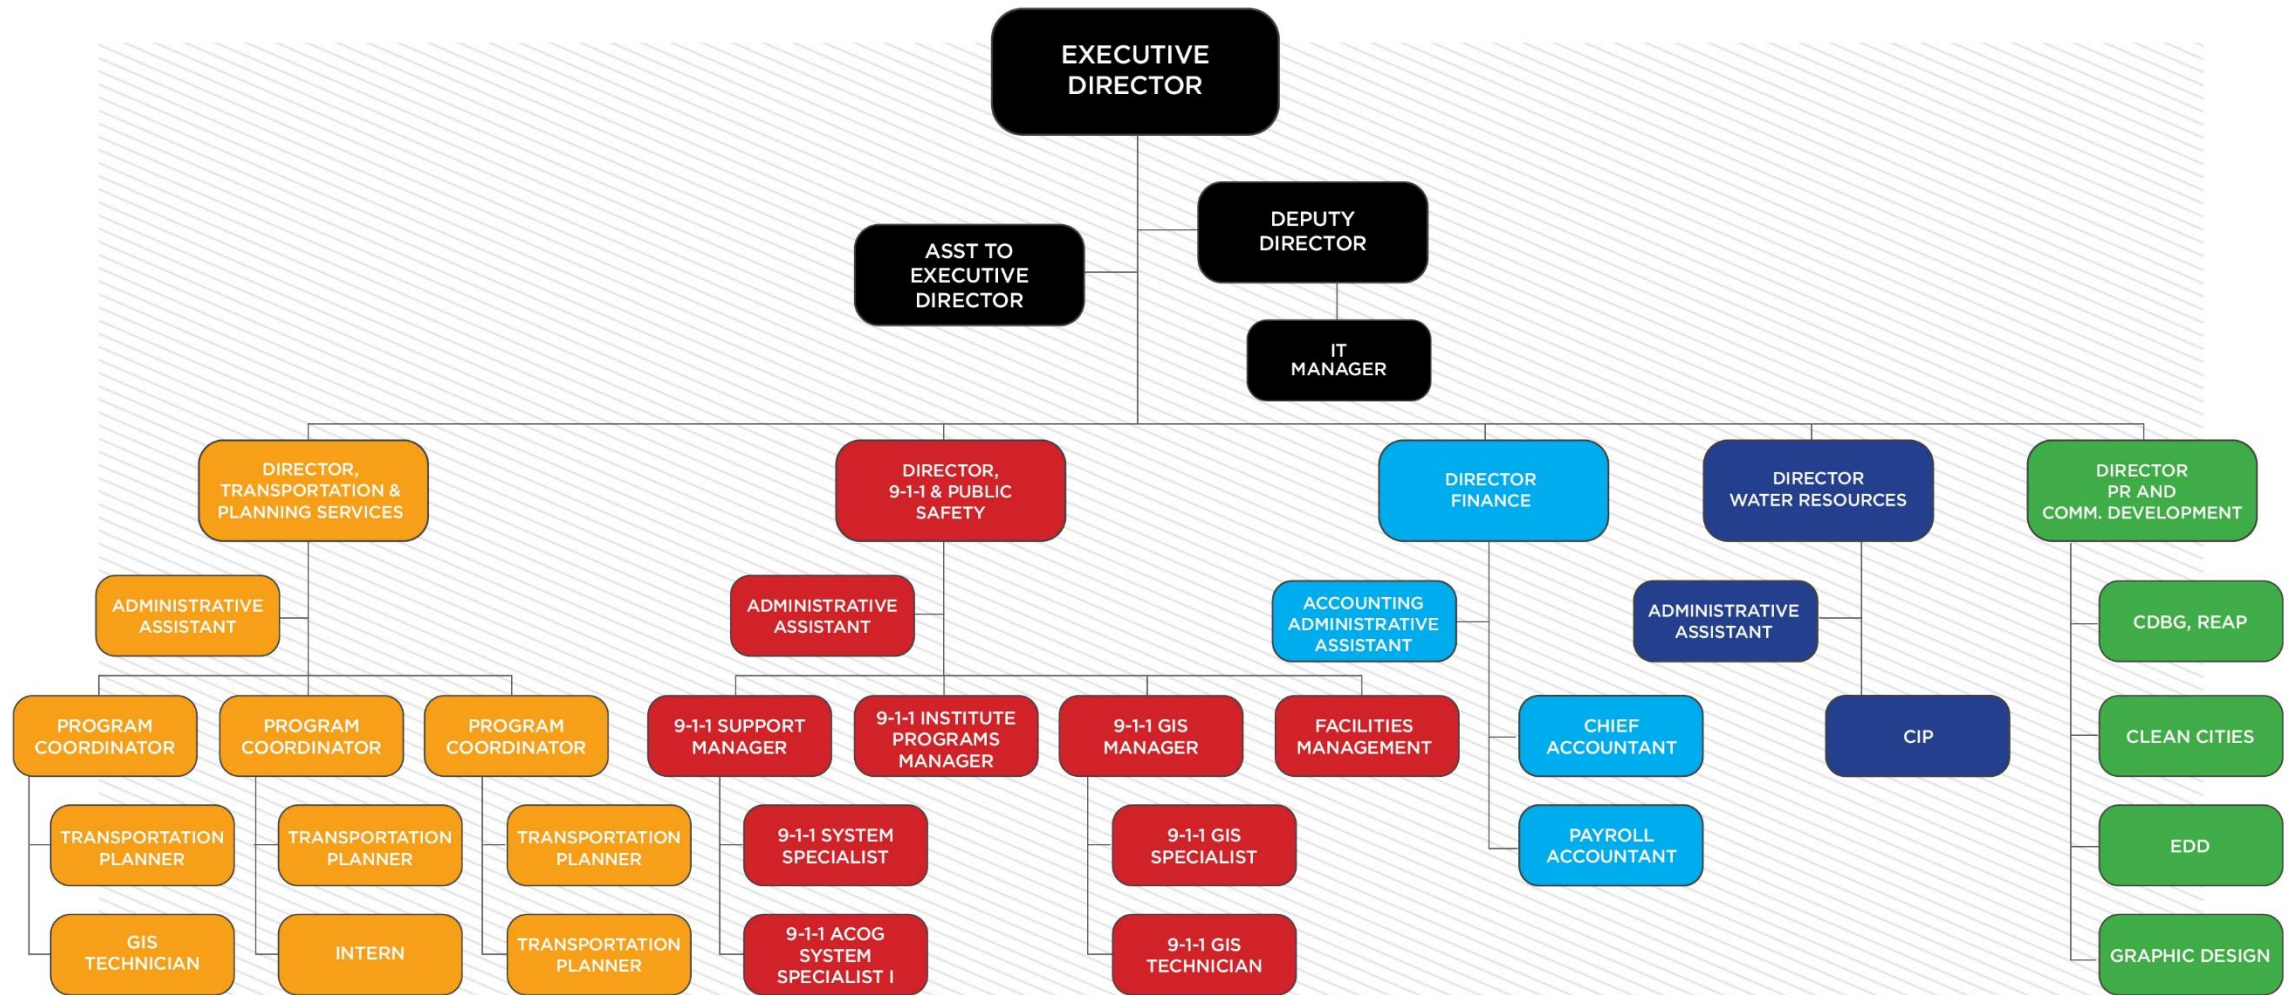 EXECUTIVE
DIRECTOR
DEPUTY
DIRECTOR
ASST TO
EXECUTIVE
DIRECTOR
IT
MANAGER
DIRECTOR,
TRANSPORTATION &
PLANNING SERVICES
DIRECTOR,
9-1-1 & PUBLIC
SAFETY
DIRECTOR
FINANCE
DIRECTOR
WATER RESOURCES
DIRECTOR
PR AND
COMM. DEVELOPMENT
ADMINISTRATIVE
ASSISTANT
ADMINISTRATIVE
ASSISTANT
ACCOUNTING
ADMINISTRATIVE
ASSISTANT
ADMINISTRATIVE
ASSISTANT
CDBG, REAP
PROGRAM
COORDINATOR
PROGRAM
COORDINATOR
PROGRAM
COORDINATOR
9-1-1 SUPPORT
MANAGER
9-1-1 INSTITUTE
PROGRAMS
MANAGER
9-1-1 GIS
MANAGER
FACILITIES
MANAGEMENT
CHIEF
ACCOUNTANT
CIP
CLEAN CITIES
TRANSPORTATION
PLANNER
TRANSPORTATION
PLANNER
TRANSPORTATION
PLANNER
9-1-1 SYSTEM
SPECIALIST
9-1-1 GIS
SPECIALIST
PAYROLL
ACCOUNTANT
EDD
GIS
TECHNICIAN
INTERN
TRANSPORTATION
PLANNER
9-1-1 ACOG
SYSTEM
SPECIALIST I
9-1-1 GIS
TECHNICIAN
GRAPHIC DESIGN